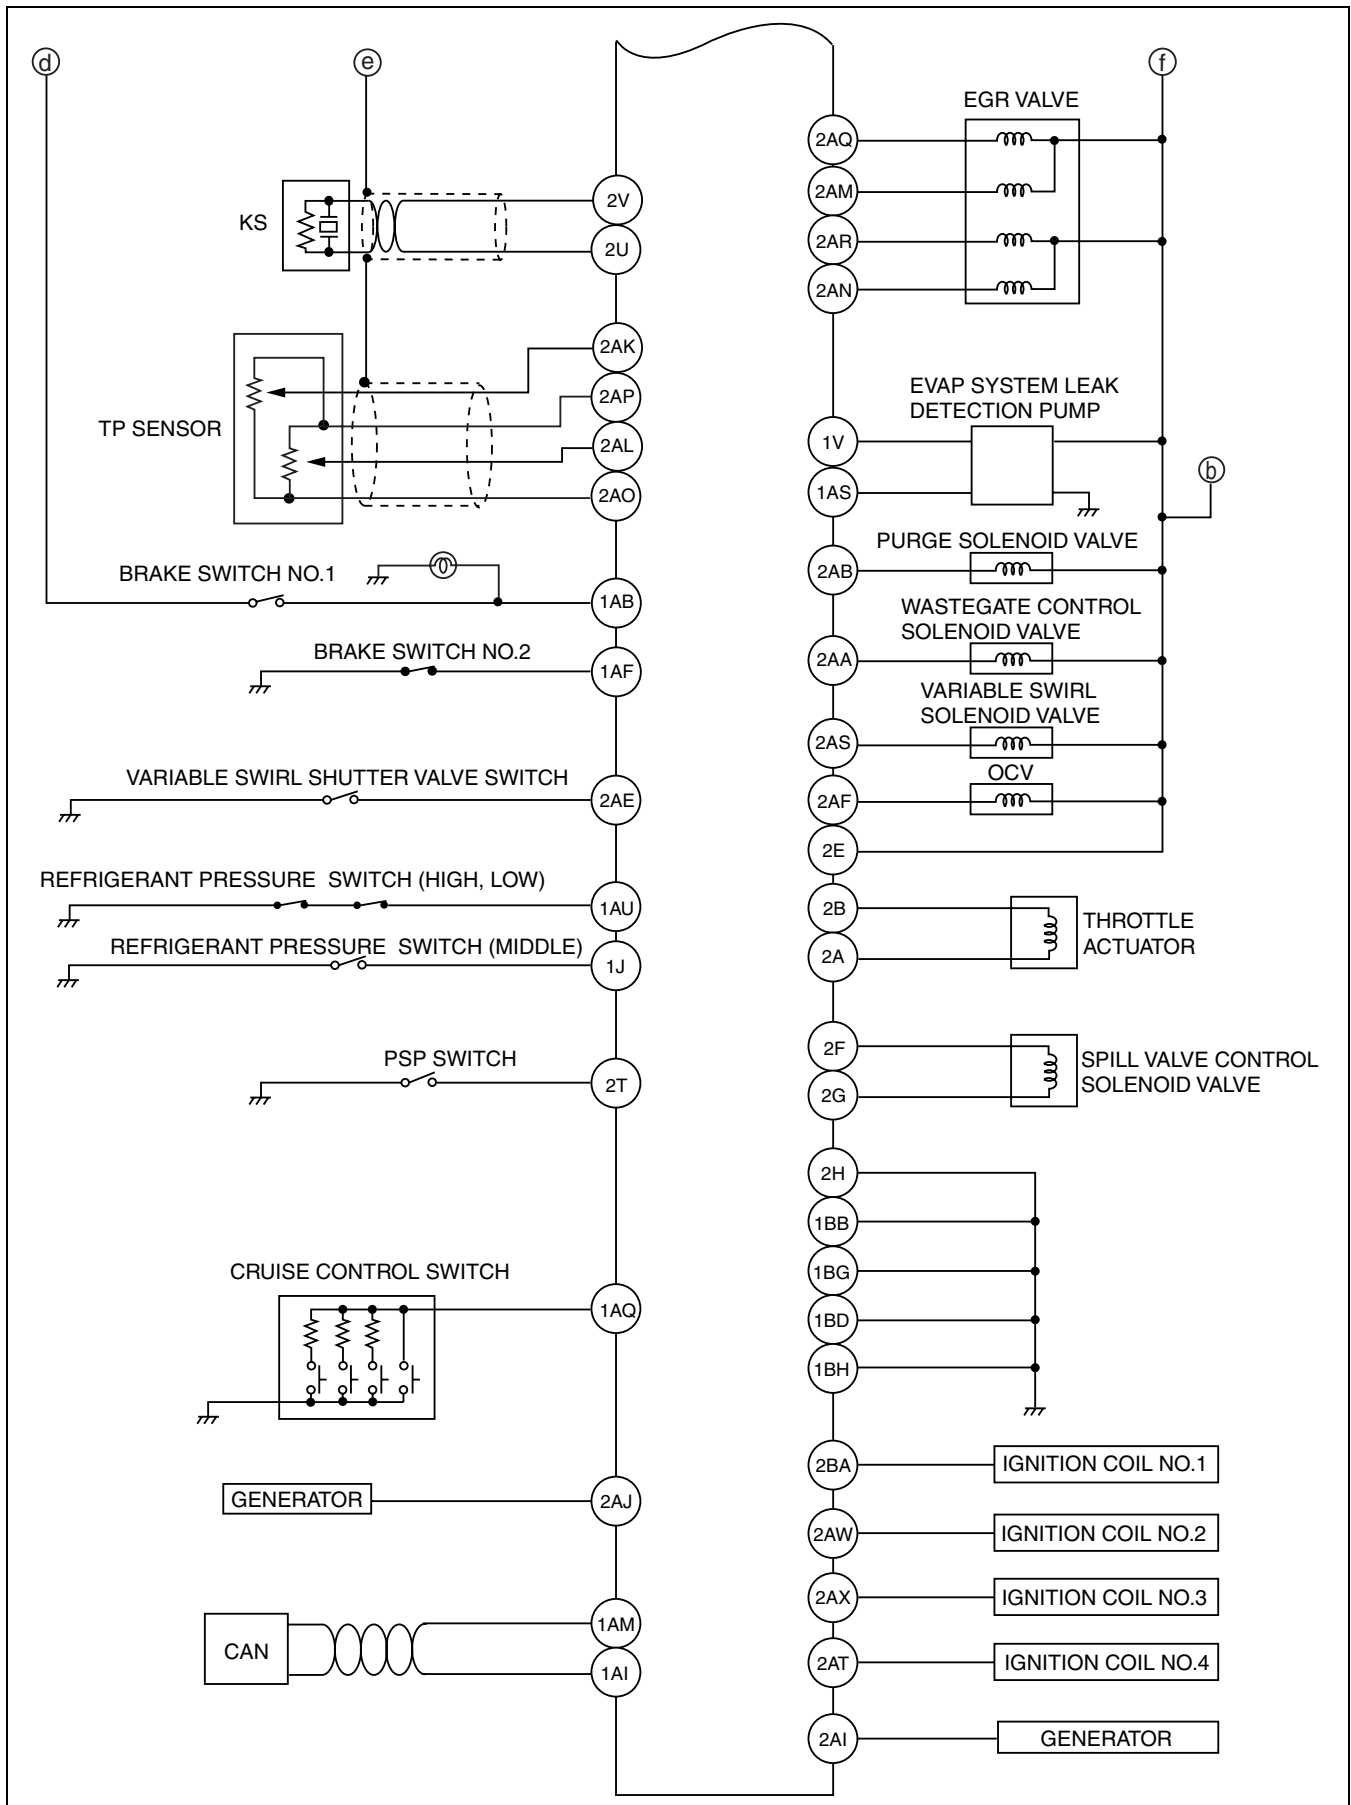 d
e
f
EGR VALVE
2AQ
2AM
2AR
2AN
KS
2V
2U
2AK
2AP
2AL
2AO
TP SENSOR
EVAP SYSTEM LEAK
DETECTION PUMP
1V
1AS
b
PURGE SOLENOID VALVE
2AB
BRAKE SWITCH NO.1
1AB
WASTEGATE CONTROL
SOLENOID VALVE
2AA
BRAKE SWITCH NO.2
1AF
VARIABLE SWIRL
SOLENOID VALVE
2AS
VARIABLE SWIRL SHUTTER VALVE SWITCH
2AE
OCV
2AF
2E
REFRIGERANT PRESSURE SWITCH (HIGH, LOW)
1AU
REFRIGERANT PRESSURE SWITCH (MIDDLE)
1J
2B
2A
THROTTLE
ACTUATOR
PSP SWITCH
2T
2F
2G
SPILL VALVE CONTROL
SOLENOID VALVE
2H
1BB
1BG
1BD
1BH
CRUISE CONTROL SWITCH
1AQ
2BA
IGNITION COIL NO.1
GENERATOR
2AJ
2AW
IGNITION COIL NO.2
2AX
IGNITION COIL NO.3
CAN
1AM
1AI
2AT
IGNITION COIL NO.4
2AI
GENERATOR